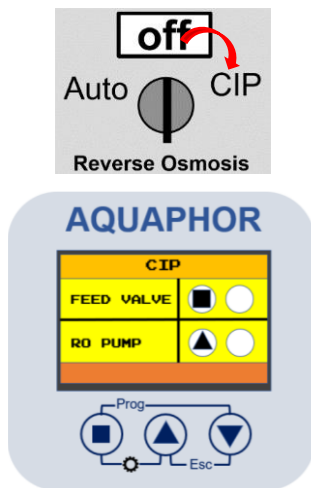 off
Auto
CIP
Reverse Osmosis
AQUAPHOR
CIP
FEED VALVE
RO PUMP
Prog
Esc